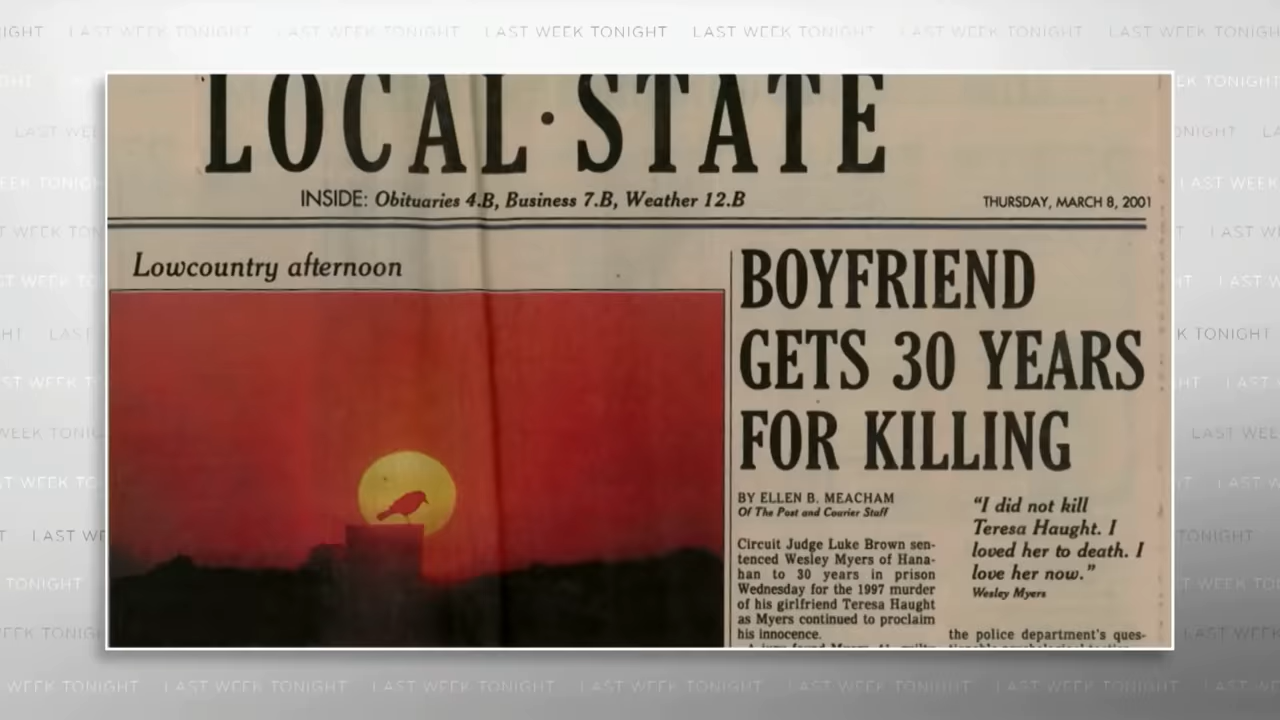 LAST WEEK TONIGHT
LOCAL·STATE
INSIDE: Obituaries 4.B, Business 7.B, Weather 12.B
THURSDAY, MARCH 8, 2001
Lowcountry afternoon
BOYFRIEND
GETS 30 YEARS
FOR KILLING
BY ELLEN B. MEACHAM
Of The Post and Courier Staff
Circuit Judge Luke Brown sen-
tenced Wesley Myers of Hana-
han to 30 years in prison
Wednesday for the 1997 murder
of his girlfriend Teresa Haught
as Myers continued to proclaim
his innocence.
“I did not kill
Teresa Haught. I
loved her to death. I
love her now.”
Wesley Myers
the police department's ques-